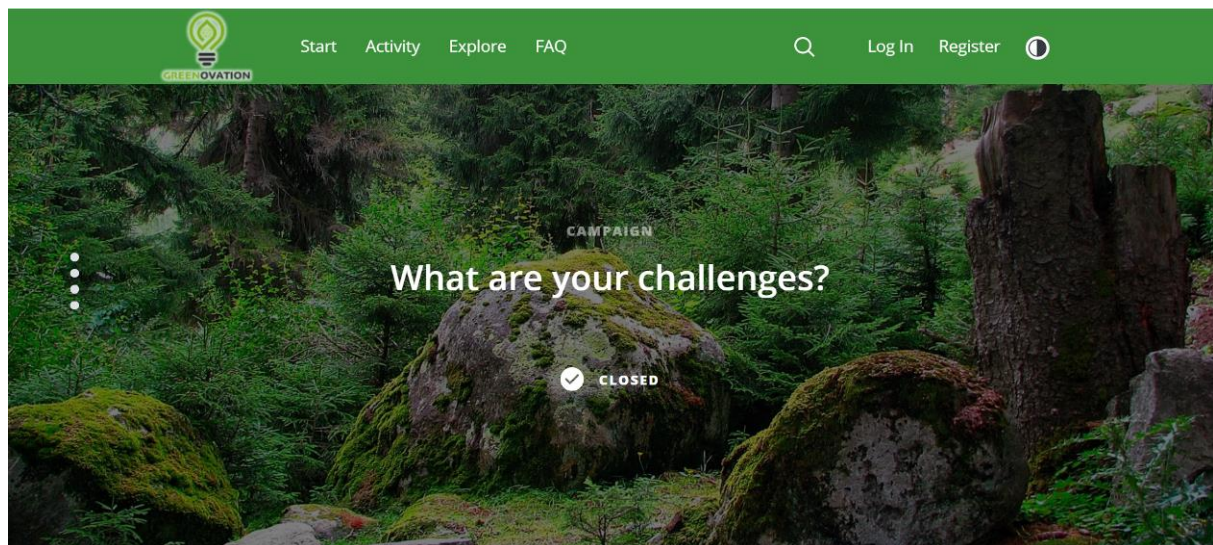 GREENOVATION
Start Activity Explore FAQ Log In Register
CAMPAIGN
What are your challenges?
CLOSED